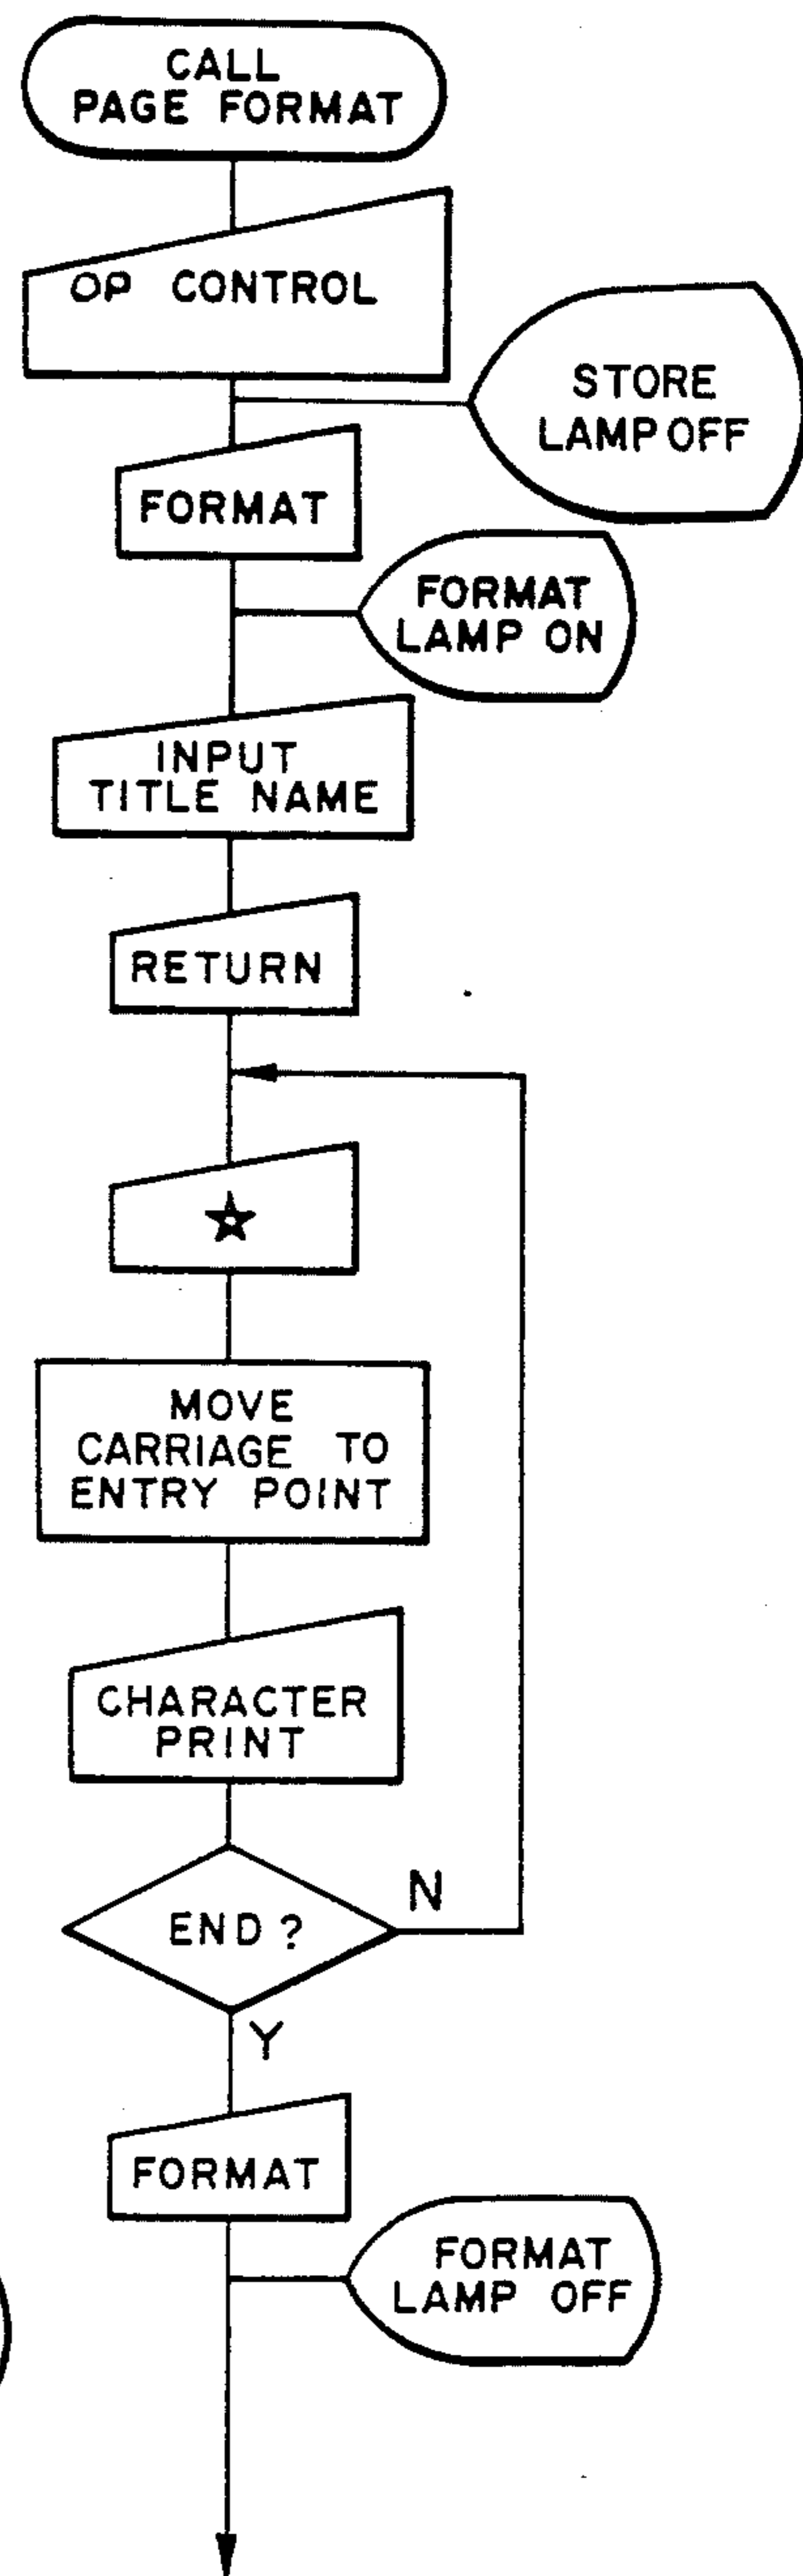 CALL
PAGE FORMAT
OP CONTROL
STORE
LAMP OFF
FORMAT
FORMAT
LAMP ON
INPUT
TITLE NAME
RETURN
☆
MOVE
CARRIAGE TO
ENTRY POINT
CHARACTER
PRINT
END?
N
Y
FORMAT
FORMAT
LAMP OFF